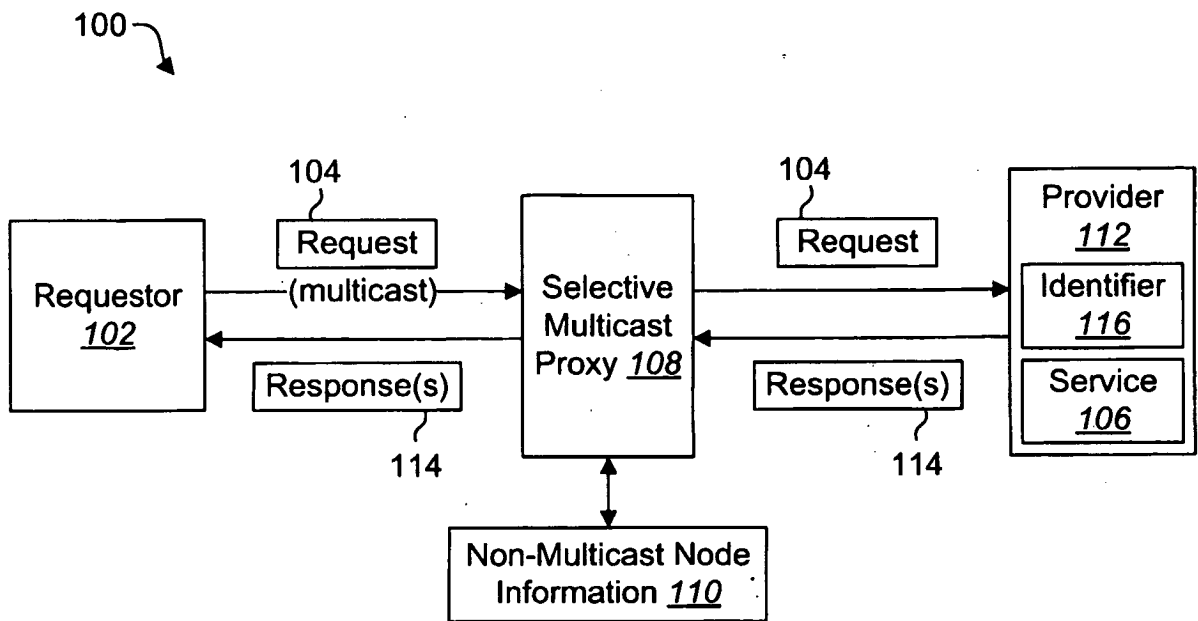 100
104
Request
(multicast)
Requestor
102
Response(s)
114
Selective
Multicast
Proxy 108
104
Request
Response(s)
114
Provider
112
Identifier
116
Service
106
Non-Multicast Node
Information 110